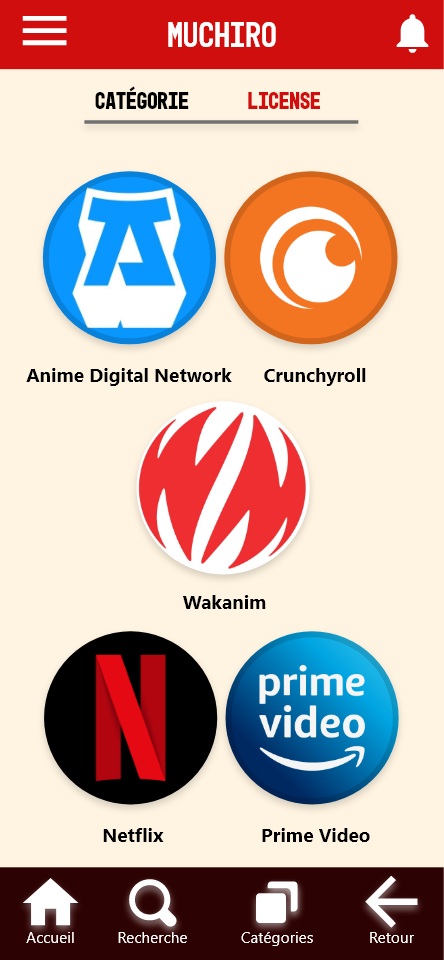 MUCHIRO
CATÉGORIE LICENSE
Anime Digital Network Crunchyroll
Wakanim
prime
video
Netflix Prime Video
Accueil Recherche Catégories Retour